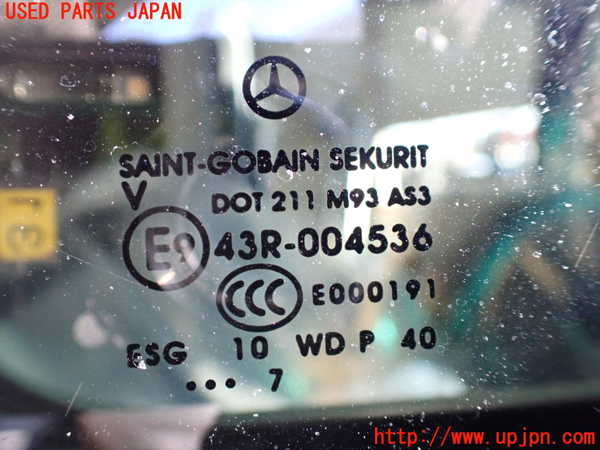 USED PARTS JAPAN
SAINT-GOBAIN SEKURIT
V DOT 211 M93 AS3
E9 43R-004536
CCC E000191
ESG 10 WD P 40
... 7
http://www.upjpn.com/